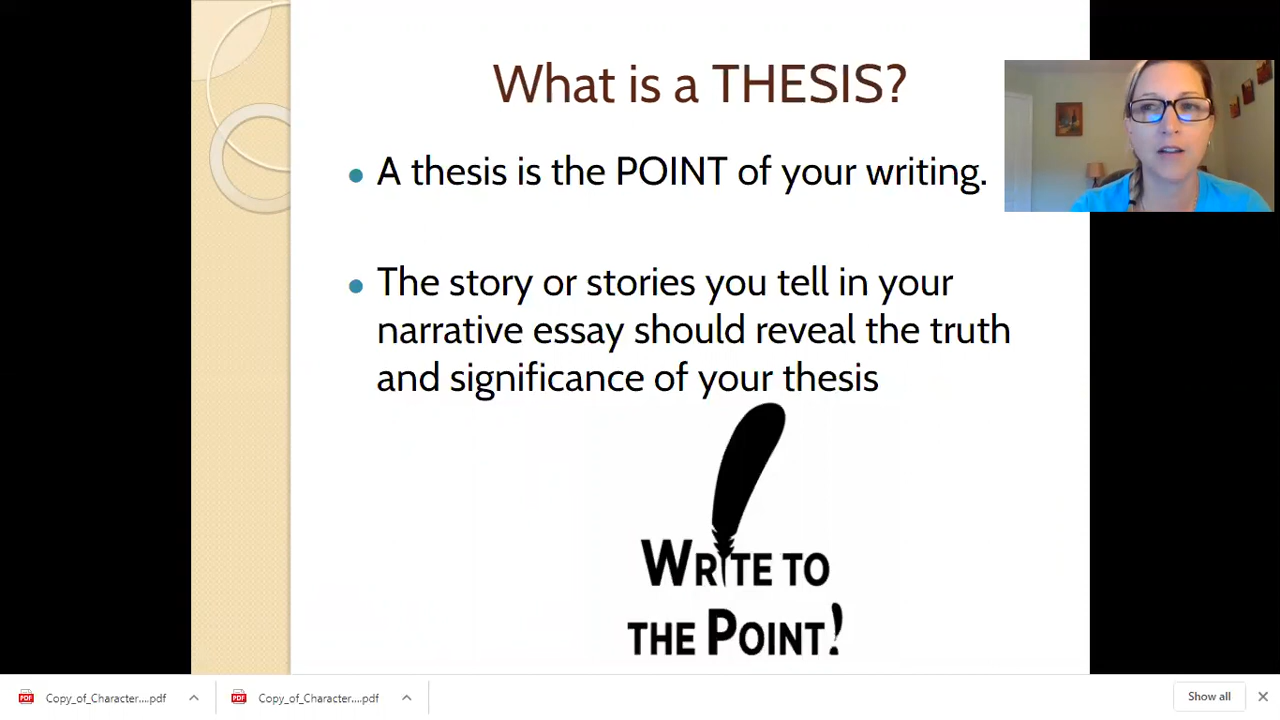 What is a THESIS?
A thesis is the POINT of your writing.
The story or stories you tell in your
narrative essay should reveal the truth
and significance of your thesis
WRITE TO
THE POINT!
PDF Copy_of_Character....pdf
PDF Copy_of_Character....pdf
Show all